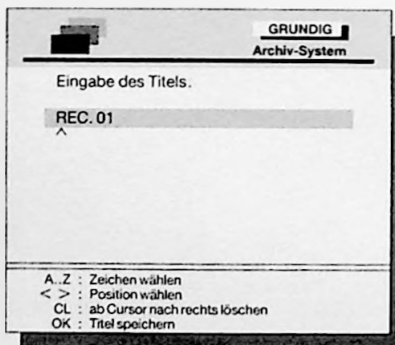 GRUNDIG
Archiv-System
Eingabe des Titels.
REC. 01
^
A..Z : Zeichen wählen
< > : Position wählen
CL : ab Cursor nach rechts löschen
OK : Titel speichern